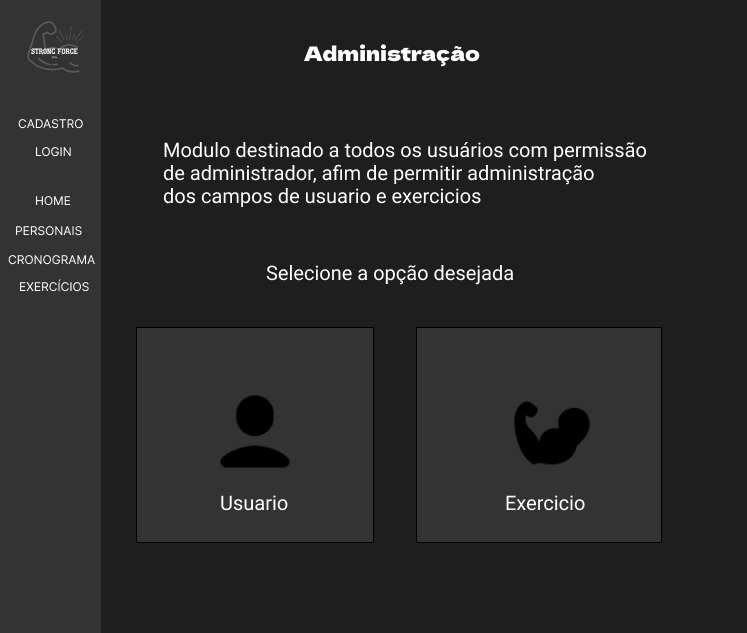 STRONG FORCE
Administração
CADASTRO
LOGIN
HOME
PERSONAIS
CRONOGRAMA
EXERCÍCIOS
Modulo destinado a todos os usuários com permissão
de administrador, afim de permitir administração
dos campos de usuario e exercicios
Selecione a opção desejada
Usuario
Exercicio